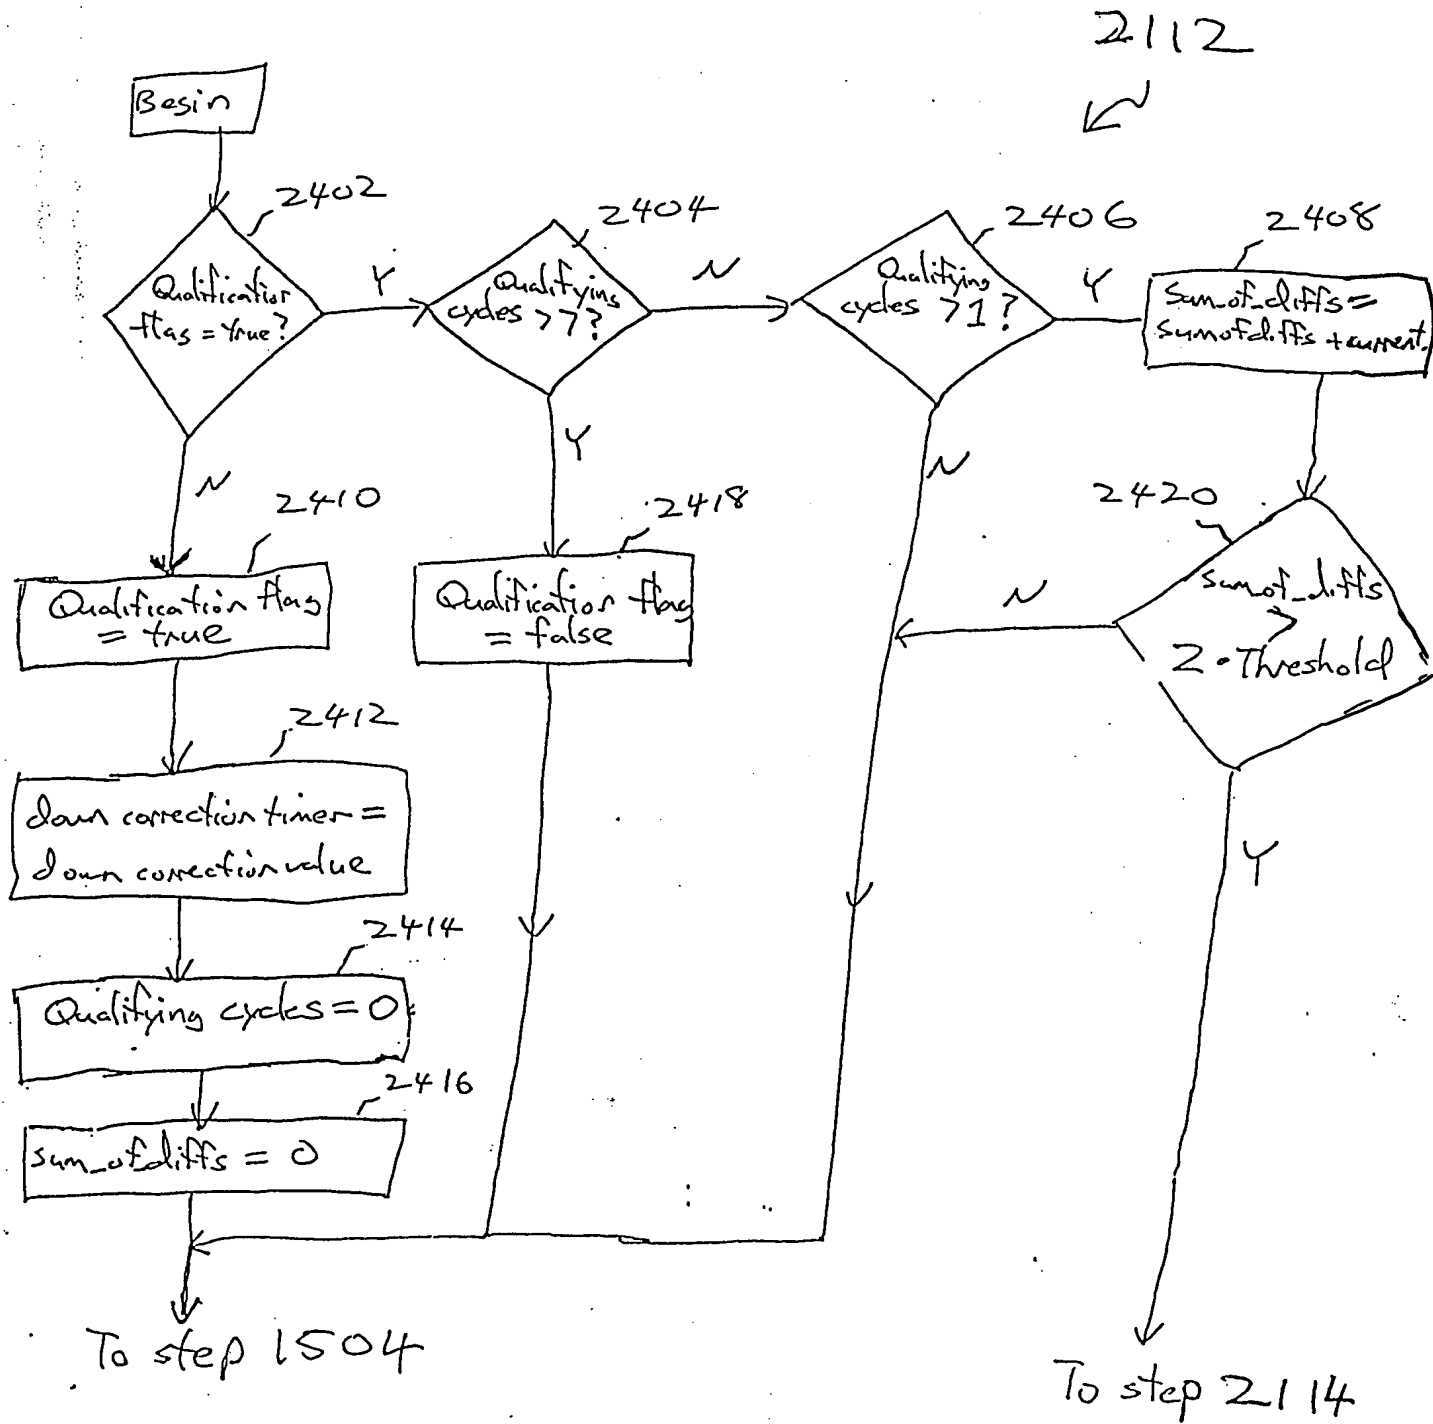 2112
Begin
2402
Qualification
flag = true?
Y
N
2404
Qualifying
cycles > 7?
N
Y
2406
Qualifying
cycles > 1?
Y
N
2408
Sum_of_diffs =
sumofdiffs + current.
2410
Qualification flag
= true
2418
Qualification flag
= false
2420
sumof_diffs
>
2 • Threshold
N
Y
2412
down correction timer =
down correction value
2414
Qualifying cycles = 0
2416
sum_of_diffs = 0
To step 1504
To step 2114